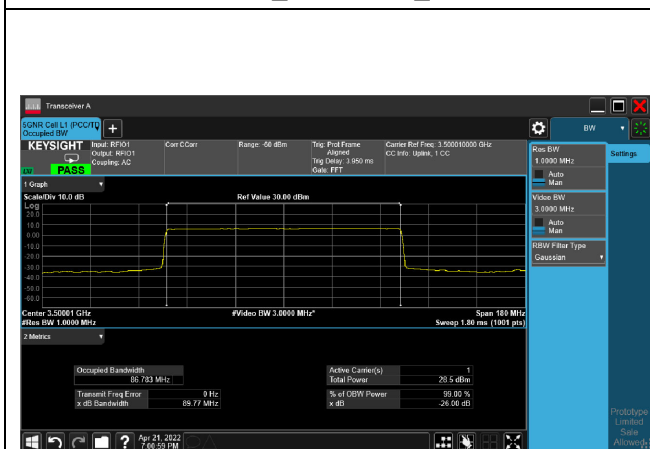 Transceiver A
5GNR Cell L1 (PCC/TD
Occupied BW
KEYSIGHT
PASS
Input: RFIO1
Output: RFIO1
Coupling: AC
Corr CCorr
Range: -60 dBm
Trig: Prot Frame
Aligned
Trig Delay: 3.950 ms
Gate: FFT
Carrier Ref Freq: 3.500010000 GHz
CC Info: Uplink, 1 CC
BW
Res BW
1.0000 MHz
Auto
Man
Video BW
3.0000 MHz
Auto
Man
RBW Filter Type
Gaussian
Settings
1 Graph
Scale/Div 10.0 dB
Ref Value 30.00 dBm
Log
20.0
10.0
0.00
-10.0
-20.0
-30.0
-40.0
-50.0
-60.0
Center 3.50001 GHz
#Video BW 3.0000 MHz*
Span 180 MHz
#Res BW 1.0000 MHz
Sweep 1.80 ms (1001 pts)
2 Metrics
Occupied Bandwidth
86.783 MHz
Active Carrier(s) 1
Total Power 28.5 dBm
Transmit Freq Error 0 Hz
x dB Bandwidth 89.77 MHz
% of OBW Power 99.00 %
x dB -26.00 dB
Prototype
Limited
Sale
Allowed
?
Apr 21, 2022
7:00:59 PM